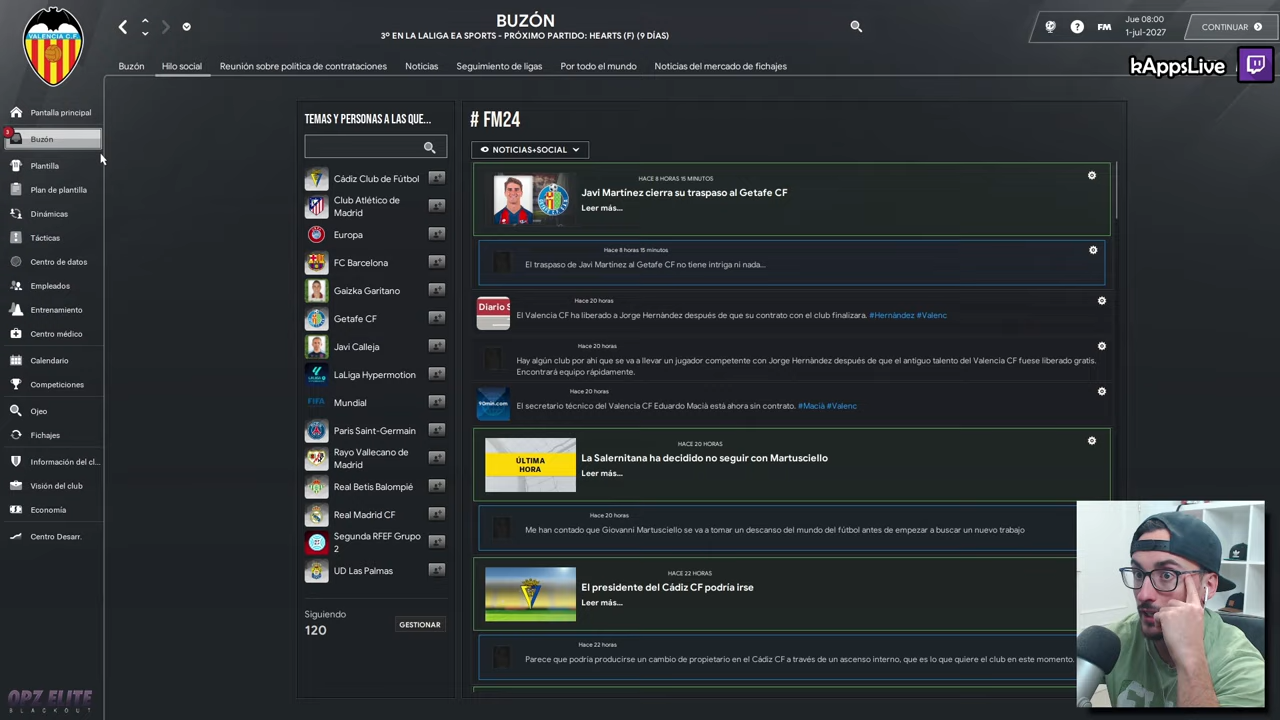 VALENCIA C.F.
BUZÓN
3º EN LA LALIGA EA SPORTS - PRÓXIMO PARTIDO: HEARTS (F) (9 DÍAS)
FM
Jue 08:00
1-jul-2027
CONTINUAR
Buzón
Hilo social
Reunión sobre política de contrataciones
Noticias
Seguimiento de ligas
Por todo el mundo
Noticias del mercado de fichajes
kAppsLive
Pantalla principal
3
Buzón
Plantilla
Plan de plantilla
Dinámicas
Tácticas
Centro de datos
Empleados
Entrenamiento
Centro médico
Calendario
Competiciones
Ojeo
Fichajes
Información del cl...
Visión del club
Economía
Centro Desarr.
OPZ ELITE
BLACKOUT
TEMAS Y PERSONAS A LAS QUE...
Cádiz Club de Fútbol
Club Atlético de
Madrid
Europa
FC Barcelona
Gaizka Garitano
Getafe CF
Javi Calleja
LaLiga Hypermotion
FIFA
Mundial
Paris Saint-Germain
Rayo Vallecano de
Madrid
Real Betis Balompié
Real Madrid CF
Segunda RFEF Grupo
2
UD Las Palmas
Siguiendo
120
GESTIONAR
# FM24
NOTICIAS+SOCIAL
HACE 8 HORAS 15 MINUTOS
Javi Martínez cierra su traspaso al Getafe CF
Leer más...
Hace 8 horas 15 minutos
El traspaso de Javi Martínez al Getafe CF no tiene intriga ni nada...
Diario S
Hace 20 horas
El Valencia CF ha liberado a Jorge Hernández después de que su contrato con el club finalizara. #Hernández #Valenc
Hace 20 horas
Hay algún club por ahí que se va a llevar un jugador competente con Jorge Hernández después de que el antiguo talento del Valencia CF fuese liberado gratis.
Encontrará equipo rápidamente.
90min.com
Hace 20 horas
El secretario técnico del Valencia CF Eduardo Macià está ahora sin contrato. #Macià #Valenc
ÚLTIMA
HORA
HACE 20 HORAS
La Salernitana ha decidido no seguir con Martusciello
Leer más...
Hace 20 horas
Me han contado que Giovanni Martusciello se va a tomar un descanso del mundo del fútbol antes de empezar a buscar un nuevo trabajo
HACE 22 HORAS
El presidente del Cádiz CF podría irse
Leer más...
Hace 22 horas
Parece que podría producirse un cambio de propietario en el Cádiz CF a través de un ascenso interno, que es lo que quiere el club en este momento.